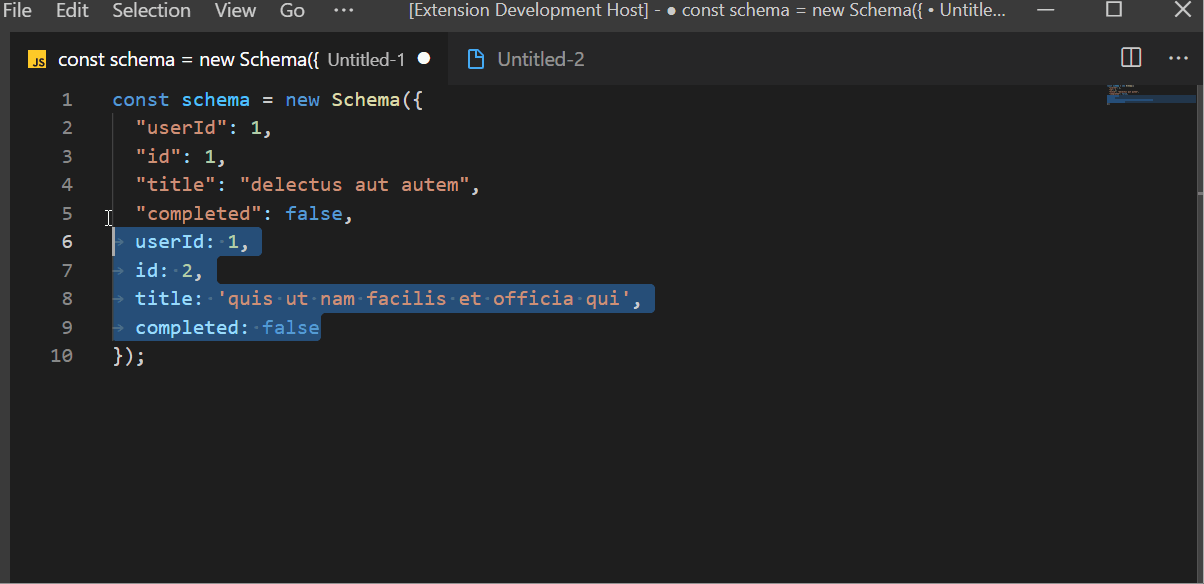 File Edit Selection View Go ··· [Extension Development Host] - ● const schema = new Schema({ • Untitle...
JS const schema = new Schema({ Untitled-1 ● Untitled-2
1 const schema = new Schema({
2 "userId": 1,
3 "id": 1,
4 "title": "delectus aut autem",
5 "completed": false,
6 userId: 1,
7 id: 2,
8 title: 'quis ut nam facilis et officia qui',
9 completed: false
10 });